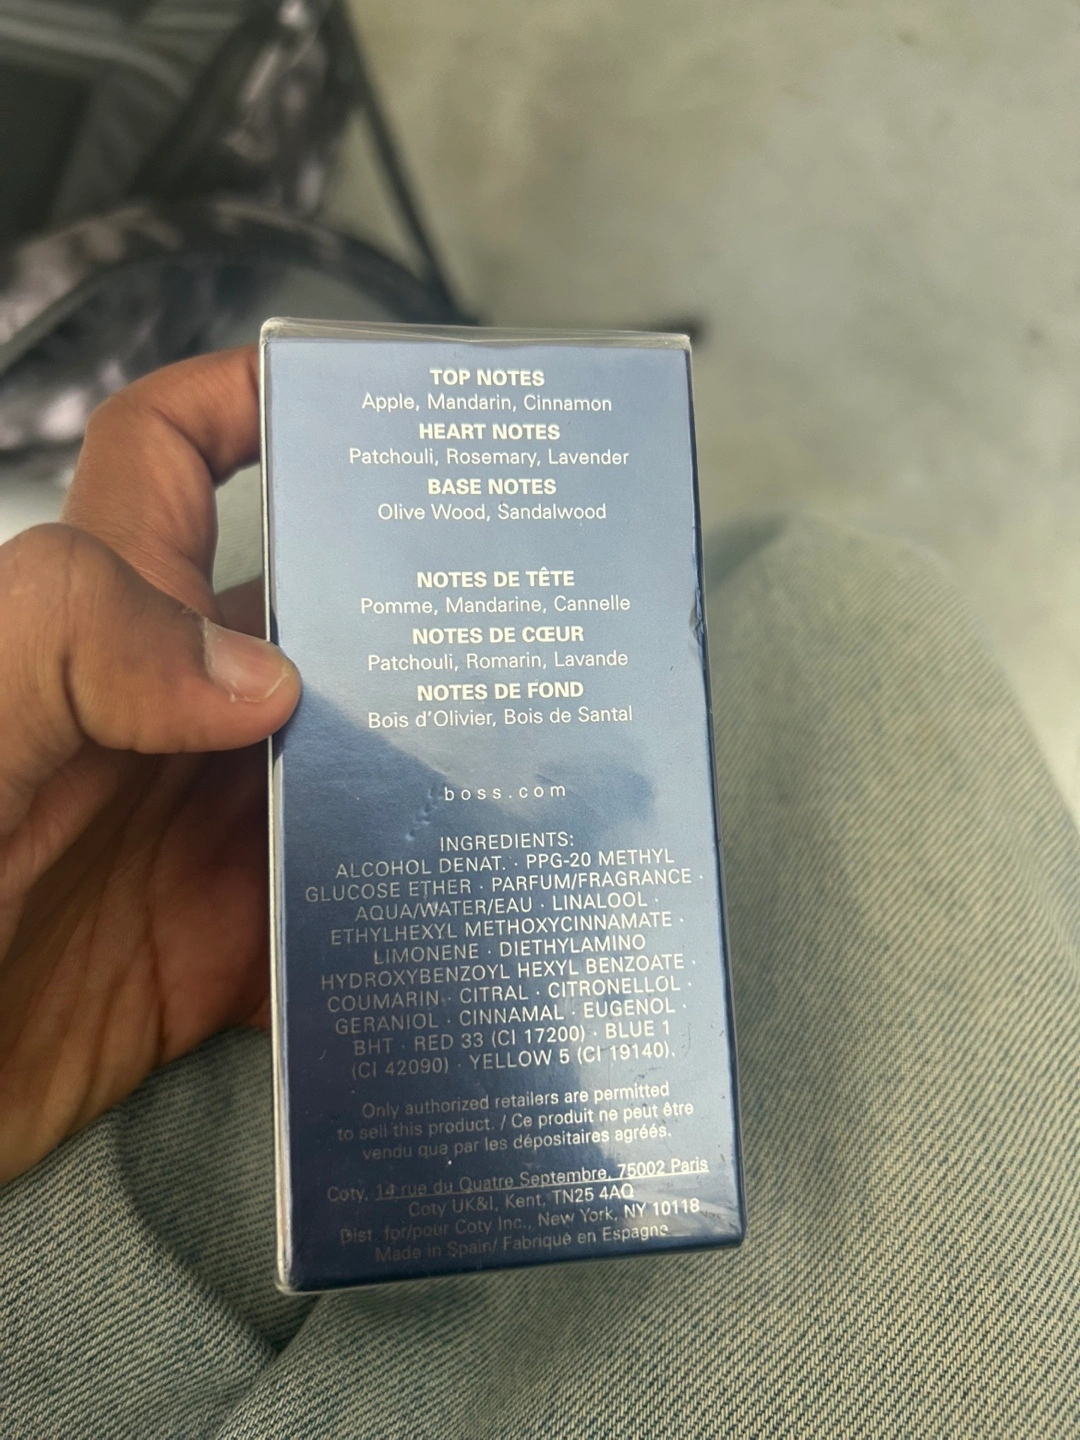 TOP NOTES
Apple, Mandarin, Cinnamon
HEART NOTES
Patchouli, Rosemary, Lavender
BASE NOTES
Olive Wood, Sandalwood
NOTES DE TÊTE
Pomme, Mandarine, Cannelle
NOTES DE CŒUR
Patchouli, Romarin, Lavande
NOTES DE FOND
Bois d'Olivier, Bois de Santal
boss.com
INGREDIENTS:
ALCOHOL DENAT. · PPG-20 METHYL
GLUCOSE ETHER · PARFUM/FRAGRANCE ·
AQUA/WATER/EAU · LINALOOL ·
ETHYLHEXYL METHOXYCINNAMATE ·
LIMONENE · DIETHYLAMINO
HYDROXYBENZOYL HEXYL BENZOATE ·
COUMARIN · CITRAL · CITRONELLOL ·
GERANIOL · CINNAMAL · EUGENOL ·
BHT · RED 33 (CI 17200) · BLUE 1
(CI 42090) · YELLOW 5 (CI 19140).
Only authorized retailers are permitted
to sell this product. / Ce produit ne peut être
vendu que par les dépositaires agréés.
Coty, 14 rue du Quatre Septembre, 75002 Paris
Coty UK&I, Kent, TN25 4AQ
Dist. for/pour Coty Inc., New York, NY 10118
Made in Spain/ Fabriqué en Espagne